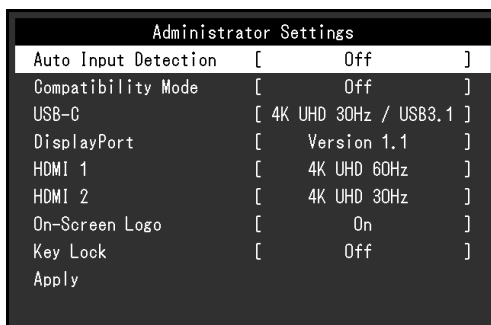 Administrator Settings
Auto Input Detection [ Off ]
Compatibility Mode [ Off ]
USB-C [ 4K UHD 30Hz / USB3.1 ]
DisplayPort [ Version 1.1 ]
HDMI 1 [ 4K UHD 60Hz ]
HDMI 2 [ 4K UHD 30Hz ]
On-Screen Logo [ On ]
Key Lock [ Off ]
Apply